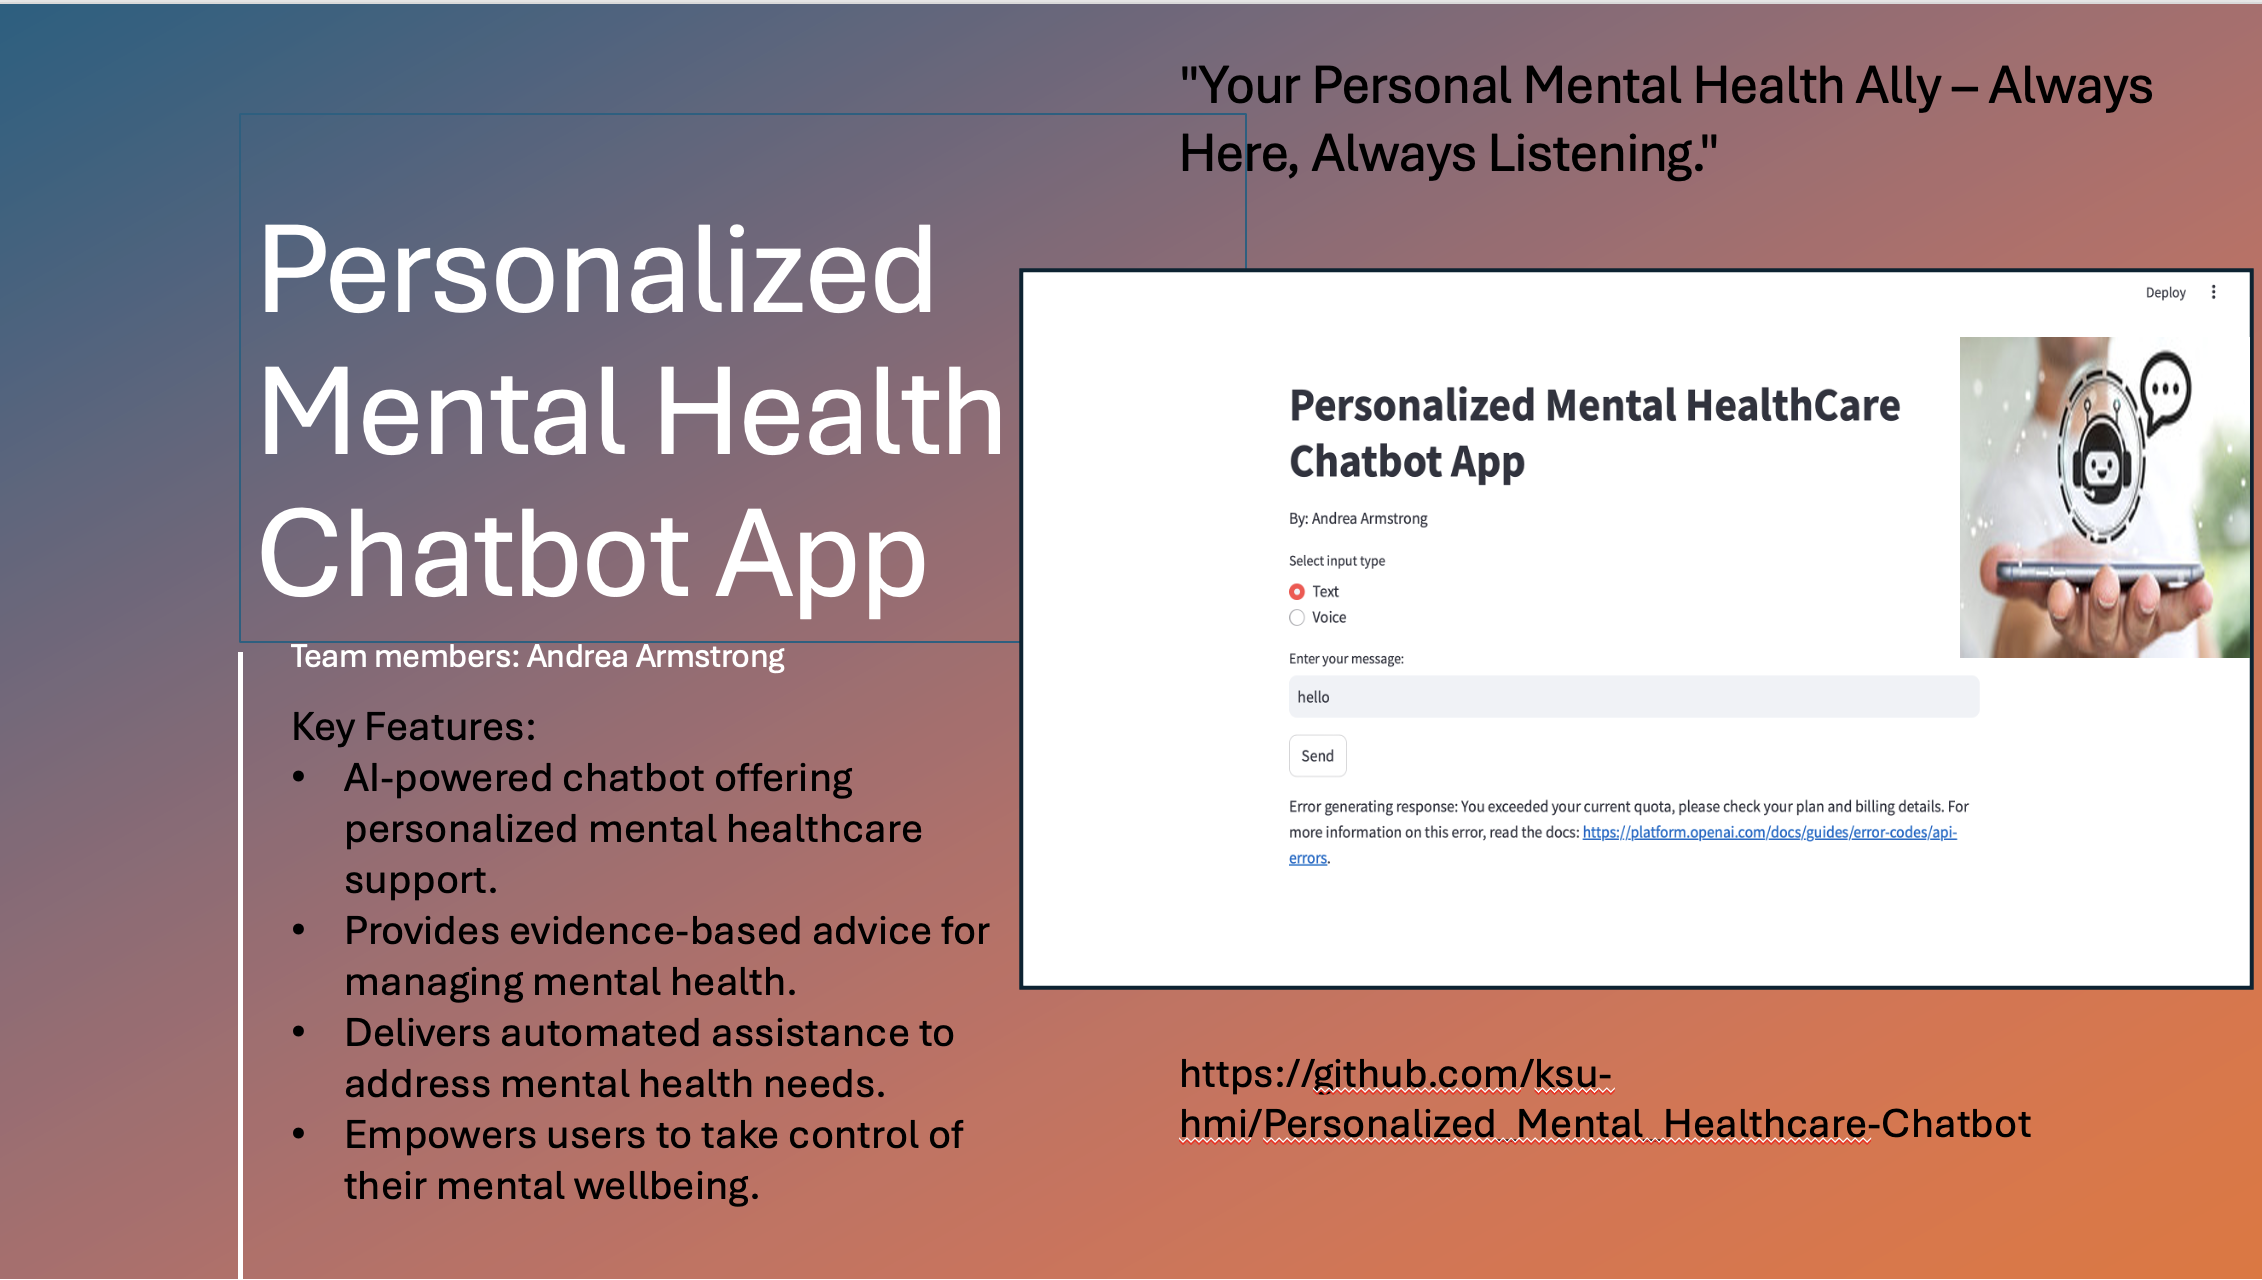 "Your Personal Mental Health Ally – Always
Here, Always Listening."
Personalized
Mental Health
Chatbot App
Team members: Andrea Armstrong
Key Features:
• AI-powered chatbot offering
personalized mental healthcare
support.
• Provides evidence-based advice for
managing mental health.
• Delivers automated assistance to
address mental health needs.
• Empowers users to take control of
their mental wellbeing.
Deploy
Personalized Mental HealthCare
Chatbot App
By: Andrea Armstrong
Select input type
Text
Voice
Enter your message:
hello
Send
Error generating response: You exceeded your current quota, please check your plan and billing details. For
more information on this error, read the docs: https://platform.openai.com/docs/guides/error-codes/api-
errors.
https://github.com/ksu-
hmi/Personalized_Mental_Healthcare-Chatbot